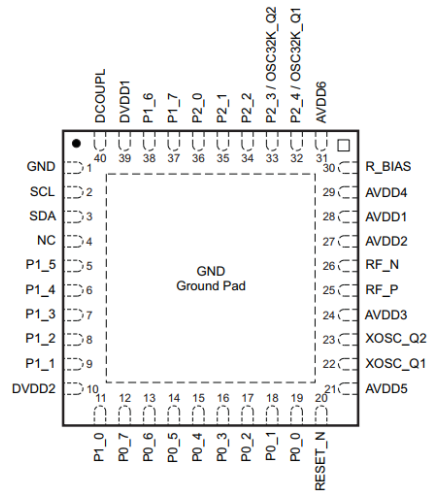 DCOUPL
DVDD1
P1_6
P1_7
P2_0
P2_1
P2_2
P2_3 / OSC32K_Q2
P2_4 / OSC32K_Q1
AVDD6
40 39 38 37 36 35 34 33 32 31
GND 1 30 R_BIAS
SCL 2 29 AVDD4
SDA 3 28 AVDD1
NC 4 27 AVDD2
P1_5 5 26 RF_N
P1_4 6 25 RF_P
P1_3 7 24 AVDD3
P1_2 8 23 XOSC_Q2
P1_1 9 22 XOSC_Q1
DVDD2 10 21 AVDD5
GND
Ground Pad
11 12 13 14 15 16 17 18 19 20
P1_0
P0_7
P0_6
P0_5
P0_4
P0_3
P0_2
P0_1
P0_0
RESET_N